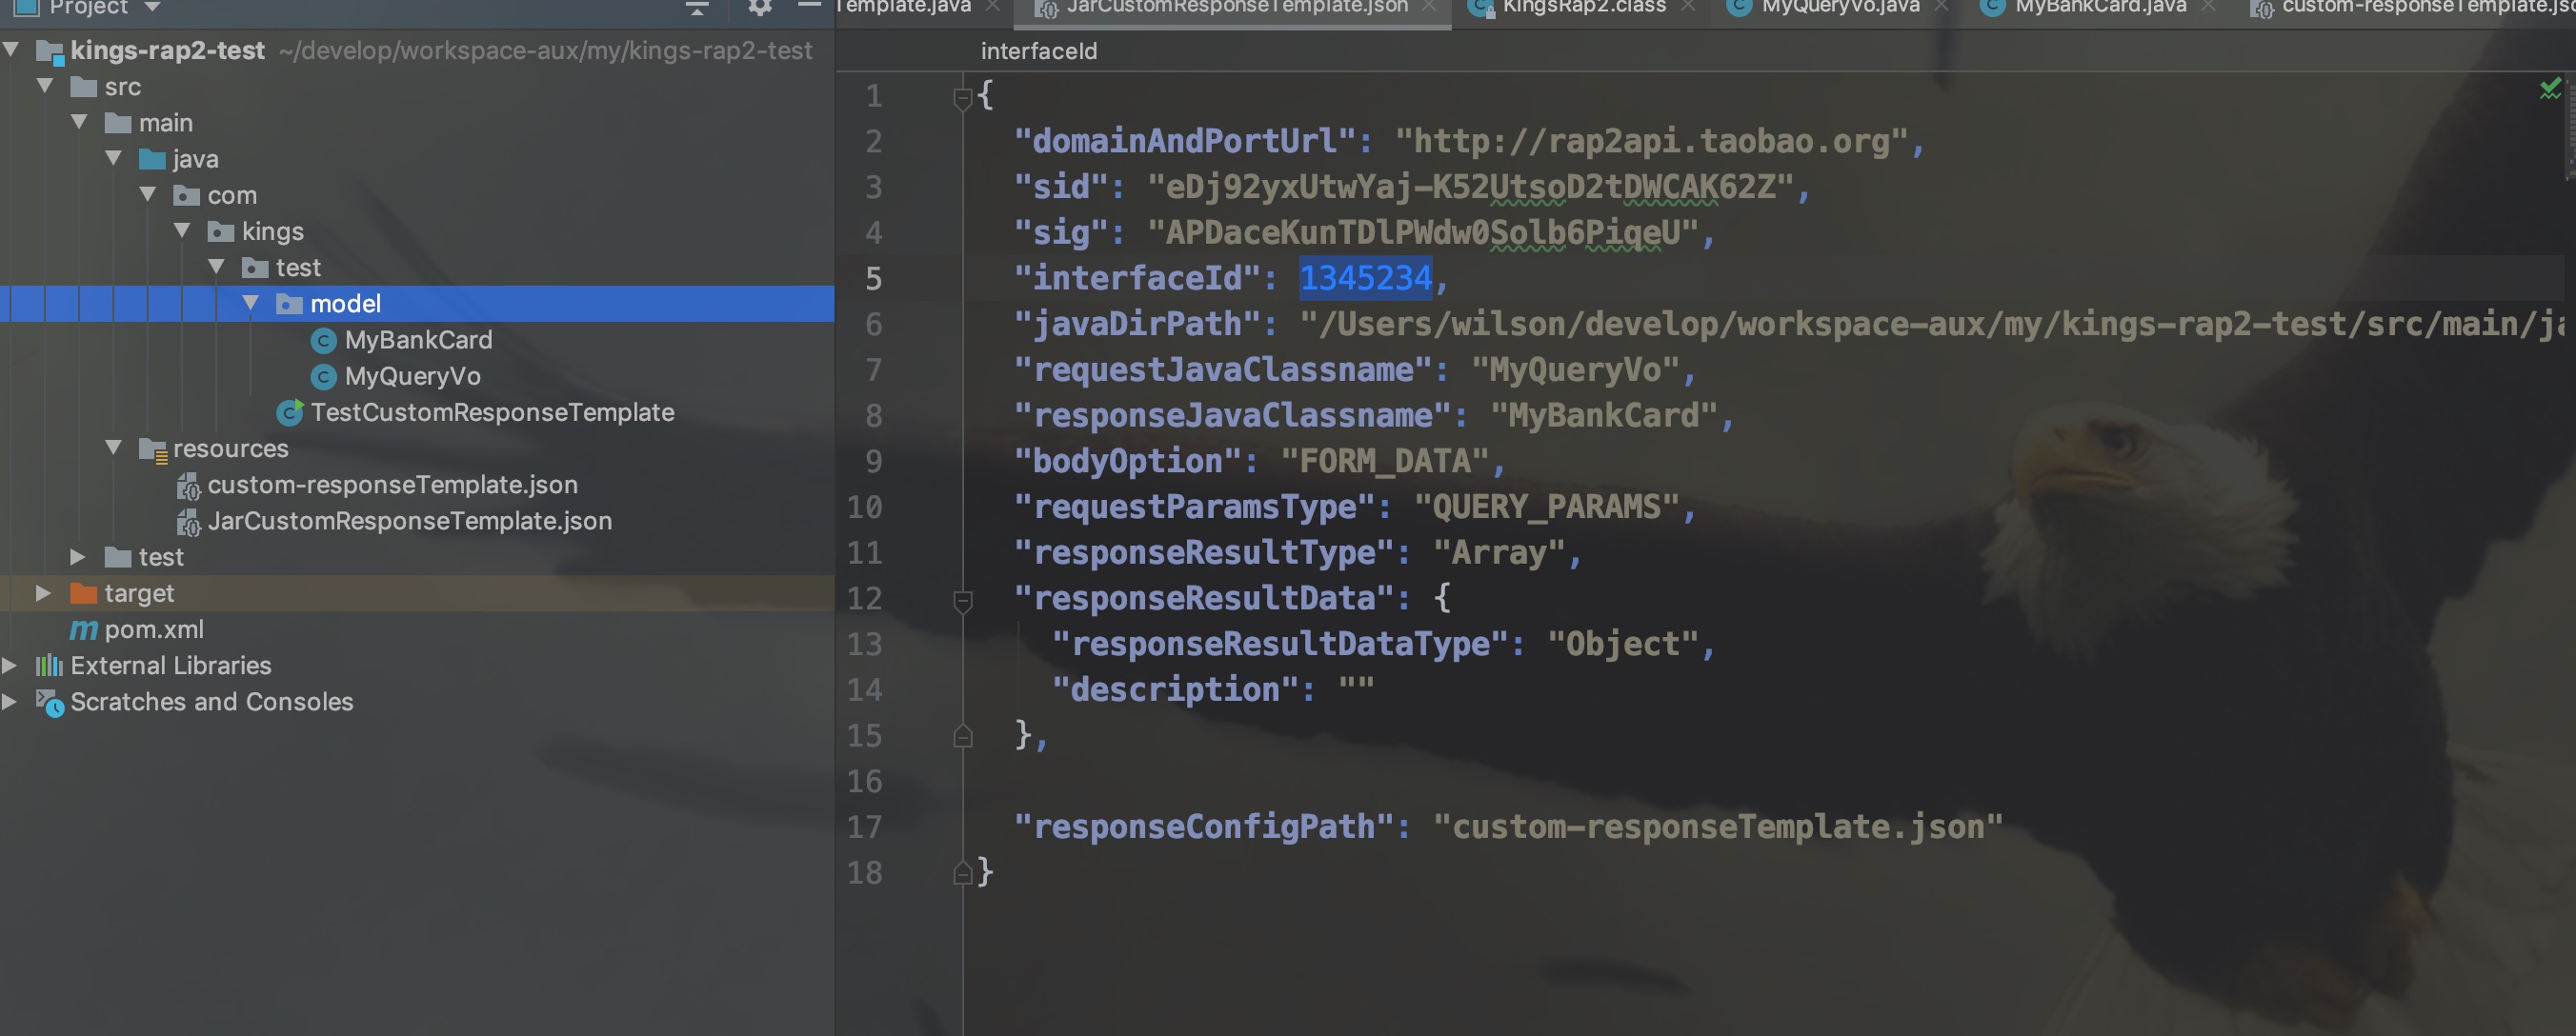 Project
Template.java JarCustomResponseTemplate.json KingsRap2.class MyQueryVo.java MyBankCard.java custom-responseTemplate.jso
kings-rap2-test ~/develop/workspace-aux/my/kings-rap2-test
src
main
java
com
kings
test
model
MyBankCard
MyQueryVo
TestCustomResponseTemplate
resources
custom-responseTemplate.json
JarCustomResponseTemplate.json
test
target
pom.xml
External Libraries
Scratches and Consoles
interfaceId
1 {
2 "domainAndPortUrl": "http://rap2api.taobao.org",
3 "sid": "eDj92yxUtwYaj-K52UtsoD2tDWCAK62Z",
4 "sig": "APDaceKunTDlPWdw0Solb6PiqeU",
5 "interfaceId": 1345234,
6 "javaDirPath": "/Users/wilson/develop/workspace-aux/my/kings-rap2-test/src/main/ja
7 "requestJavaClassname": "MyQueryVo",
8 "responseJavaClassname": "MyBankCard",
9 "bodyOption": "FORM_DATA",
10 "requestParamsType": "QUERY_PARAMS",
11 "responseResultType": "Array",
12 "responseResultData": {
13 "responseResultDataType": "Object",
14 "description": ""
15 },
16
17 "responseConfigPath": "custom-responseTemplate.json"
18 }